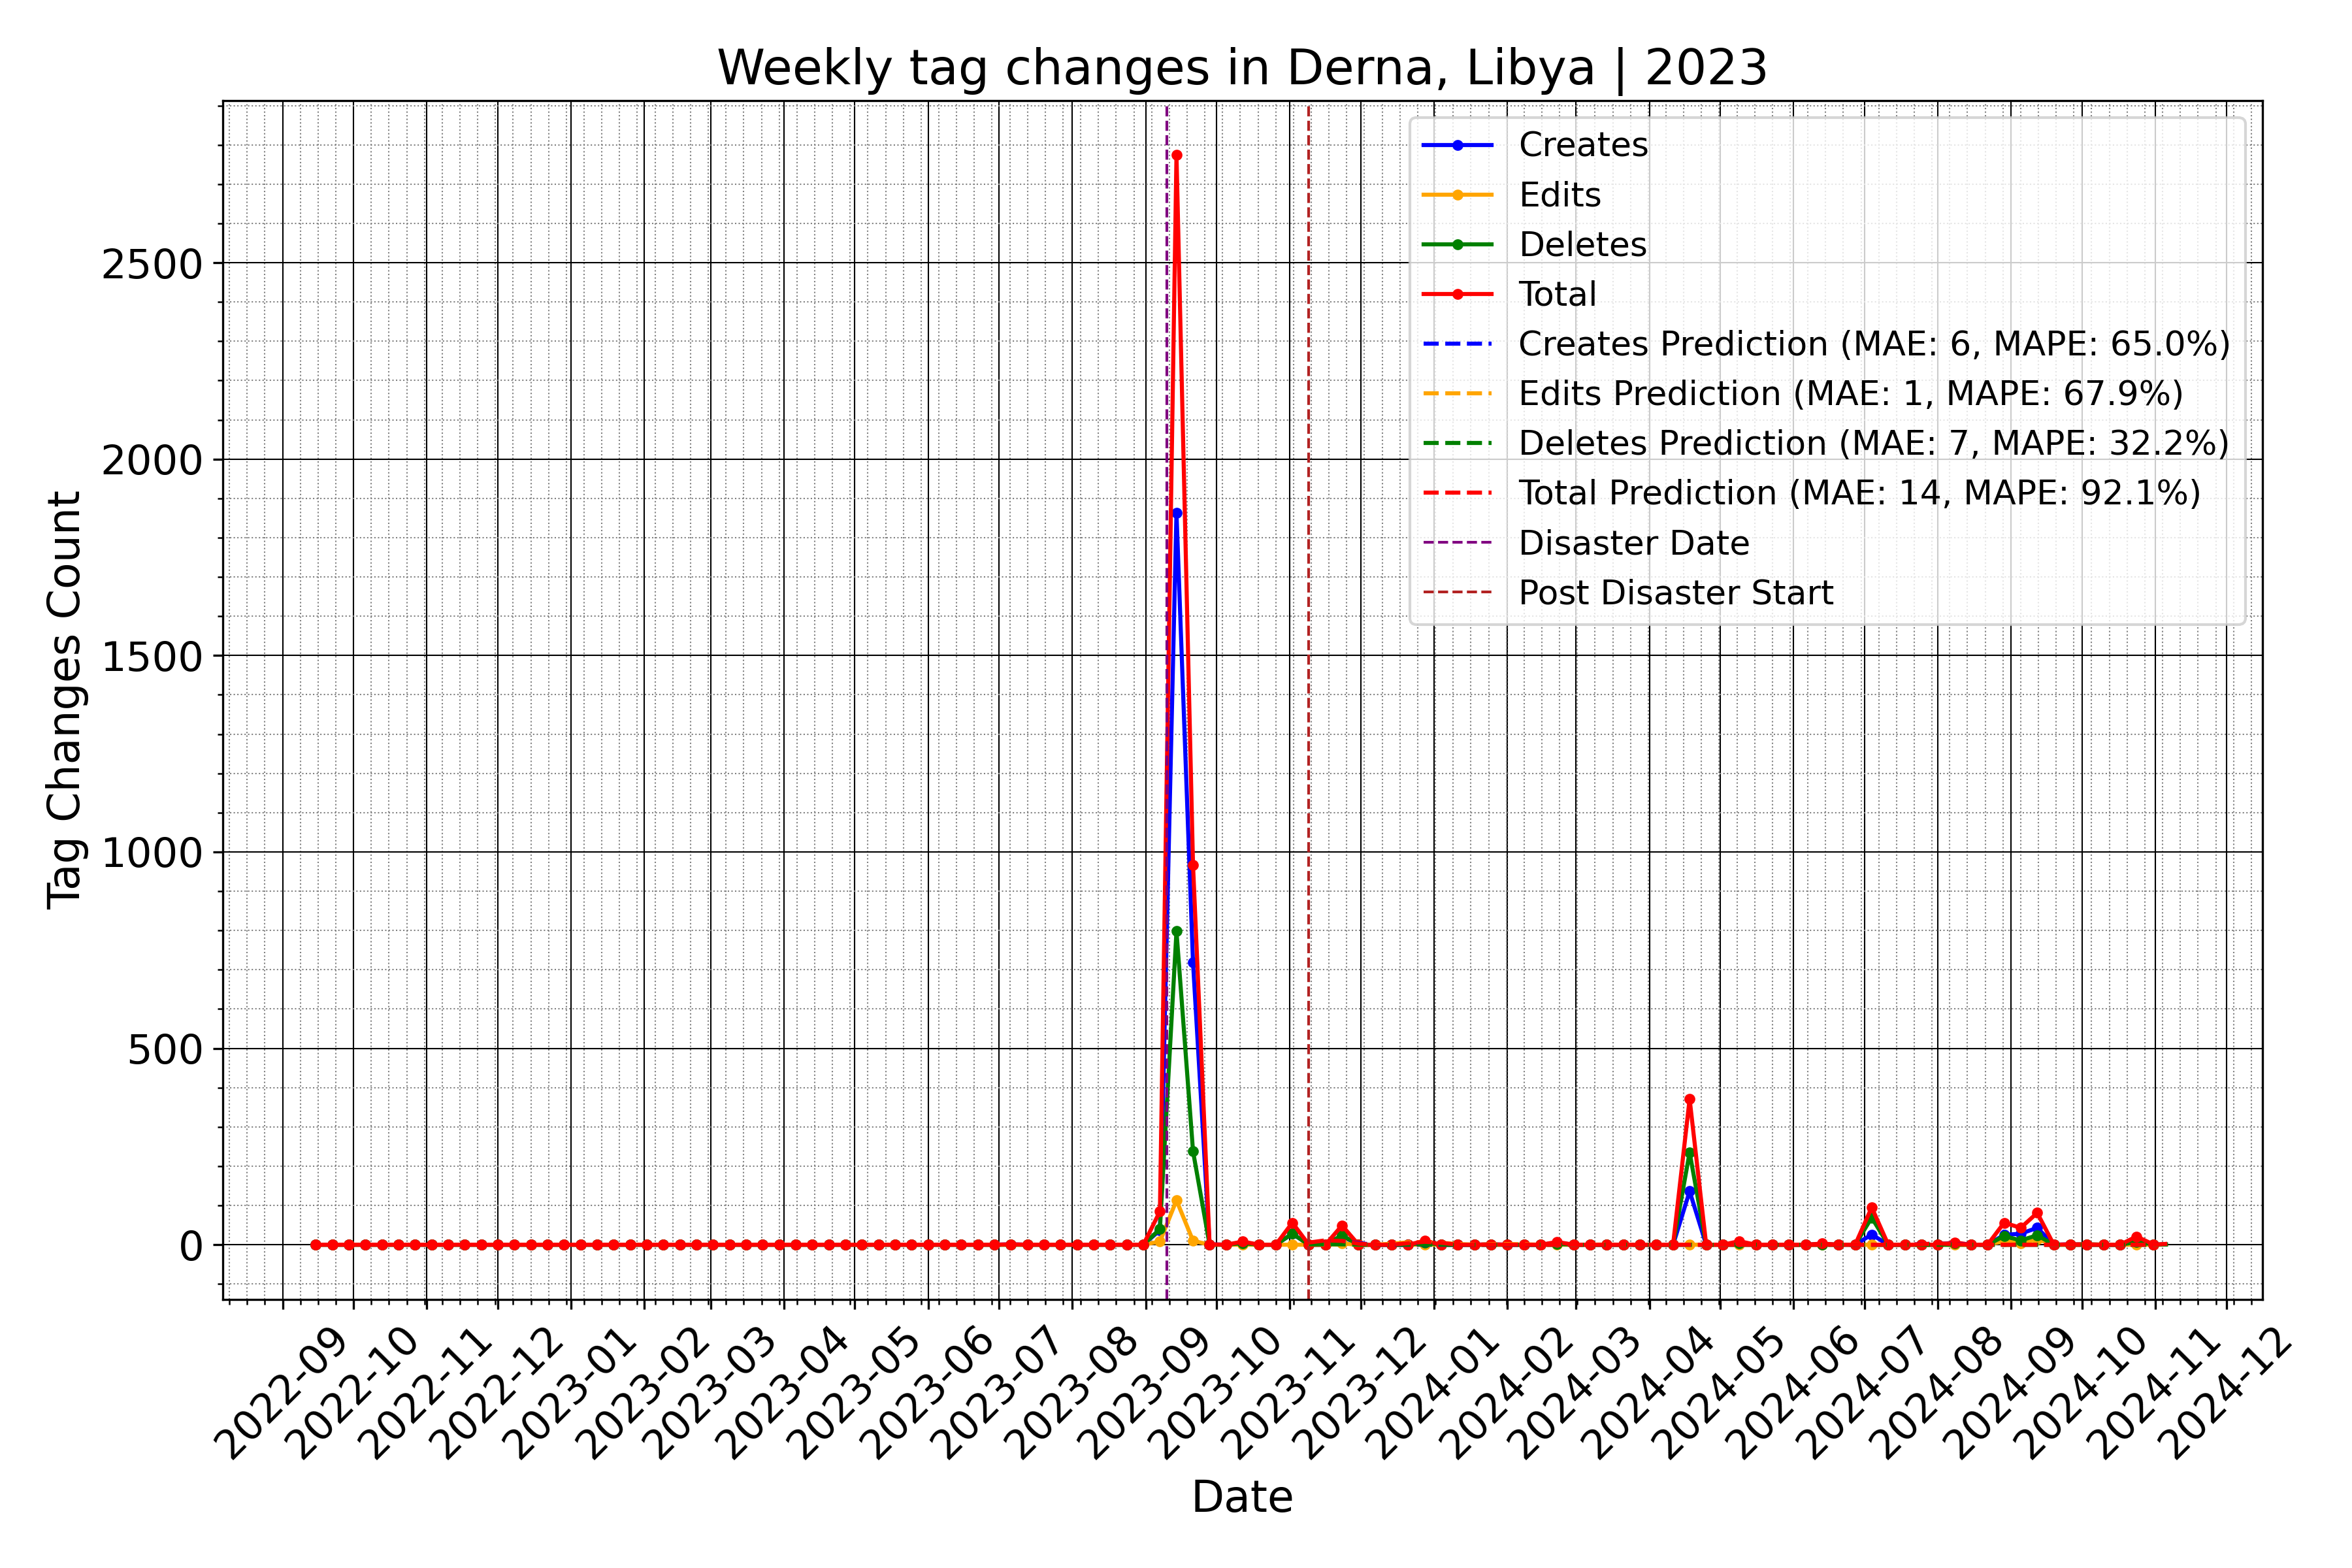 Weekly tag changes in Derna, Libya | 2023
Creates
Edits
Deletes
Total
Creates Prediction (MAE: 6, MAPE: 65.0%)
Edits Prediction (MAE: 1, MAPE: 67.9%)
Deletes Prediction (MAE: 7, MAPE: 32.2%)
Total Prediction (MAE: 14, MAPE: 92.1%)
Disaster Date
Post Disaster Start
Tag Changes Count
2500
2000
1500
1000
500
0
2022-09
2022-10
2022-11
2022-12
2023-01
2023-02
2023-03
2023-04
2023-05
2023-06
2023-07
2023-08
2023-09
2023-10
2023-11
2023-12
2024-01
2024-02
2024-03
2024-04
2024-05
2024-06
2024-07
2024-08
2024-09
2024-10
2024-11
2024-12
Date